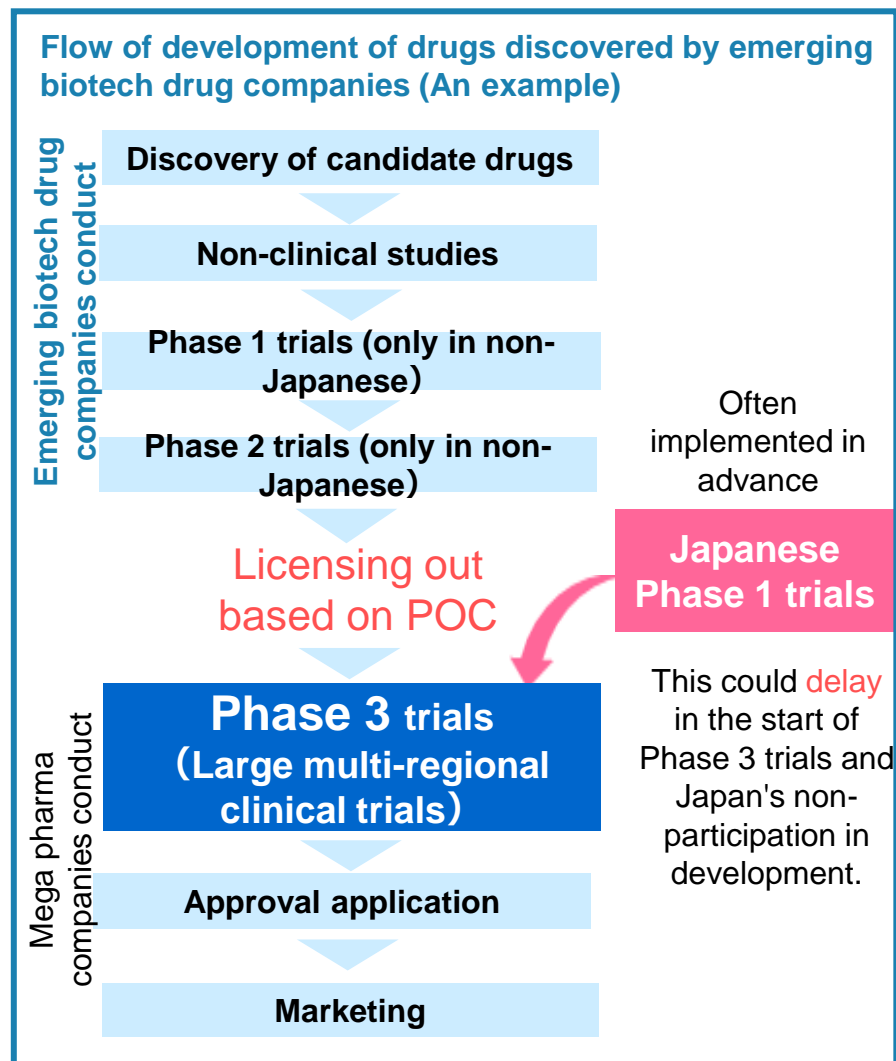 Flow of development of drugs discovered by emerging
biotech drug companies (An example)
Emerging biotech drug
companies conduct
Discovery of candidate drugs
Non-clinical studies
Phase 1 trials (only in non-
Japanese）
Phase 2 trials (only in non-
Japanese）
Licensing out
based on POC
Often
implemented in
advance
Japanese
Phase 1 trials
This could delay
in the start of
Phase 3 trials and
Japan's non-
participation in
development.
Mega pharma
companies conduct
Phase 3 trials
（Large multi-regional
clinical trials）
Approval application
Marketing